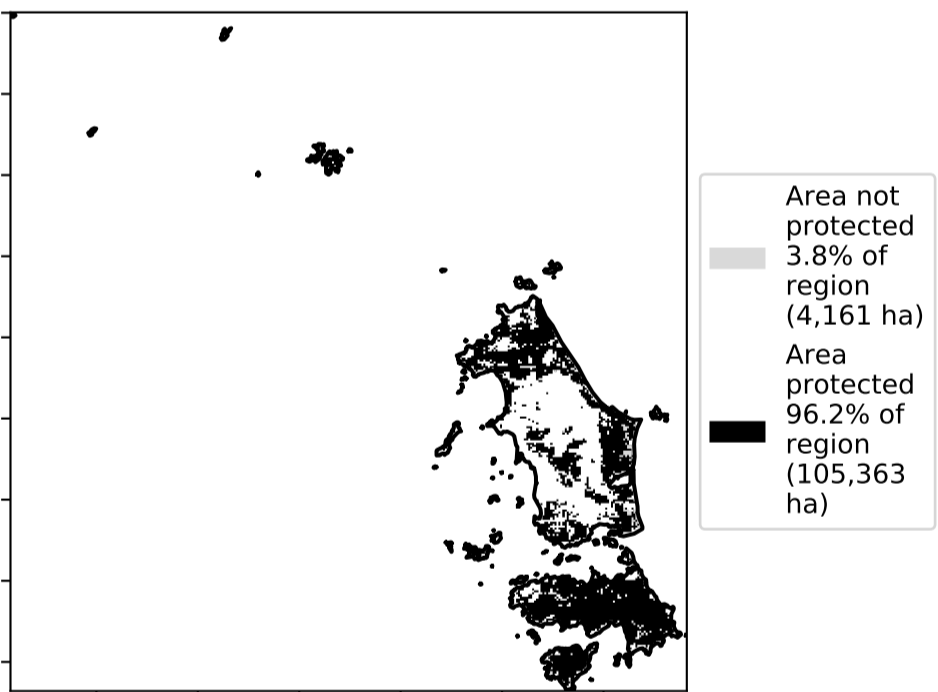 Area not
protected
3.8% of
region
(4,161 ha)
Area
protected
96.2% of
region
(105,363
ha)